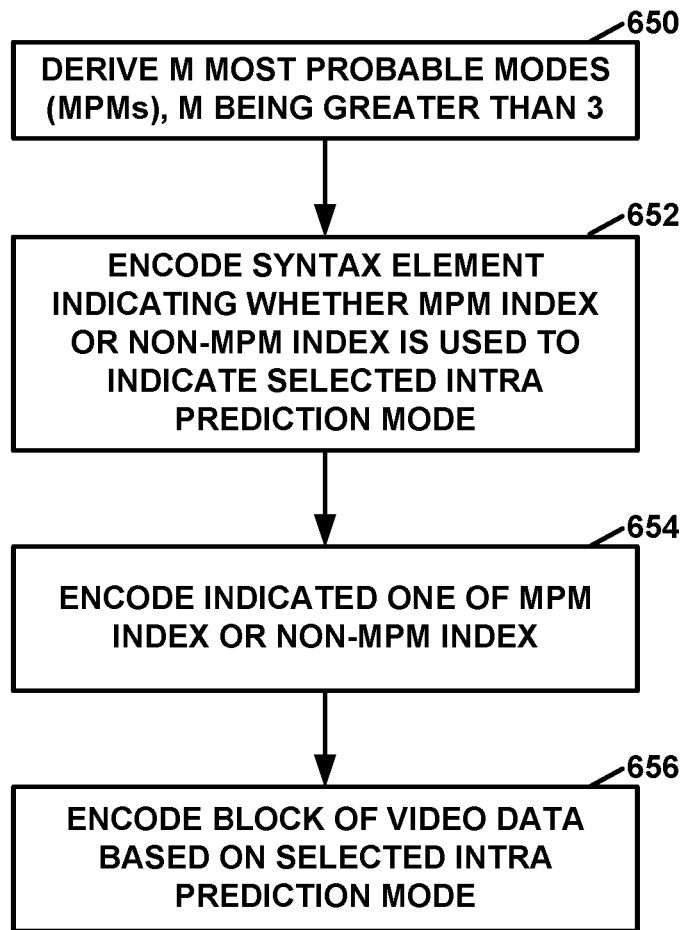 650
DERIVE M MOST PROBABLE MODES
(MPMs), M BEING GREATER THAN 3
652
ENCODE SYNTAX ELEMENT
INDICATING WHETHER MPM INDEX
OR NON-MPM INDEX IS USED TO
INDICATE SELECTED INTRA
PREDICTION MODE
654
ENCODE INDICATED ONE OF MPM
INDEX OR NON-MPM INDEX
656
ENCODE BLOCK OF VIDEO DATA
BASED ON SELECTED INTRA
PREDICTION MODE